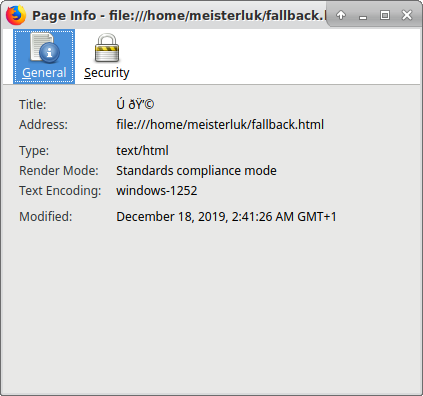 Page Info - file:///home/meisterluk/fallback.h
General
Security
Title: Ú ðŸ’©
Address: file:///home/meisterluk/fallback.html
Type: text/html
Render Mode: Standards compliance mode
Text Encoding: windows-1252
Modified: December 18, 2019, 2:41:26 AM GMT+1